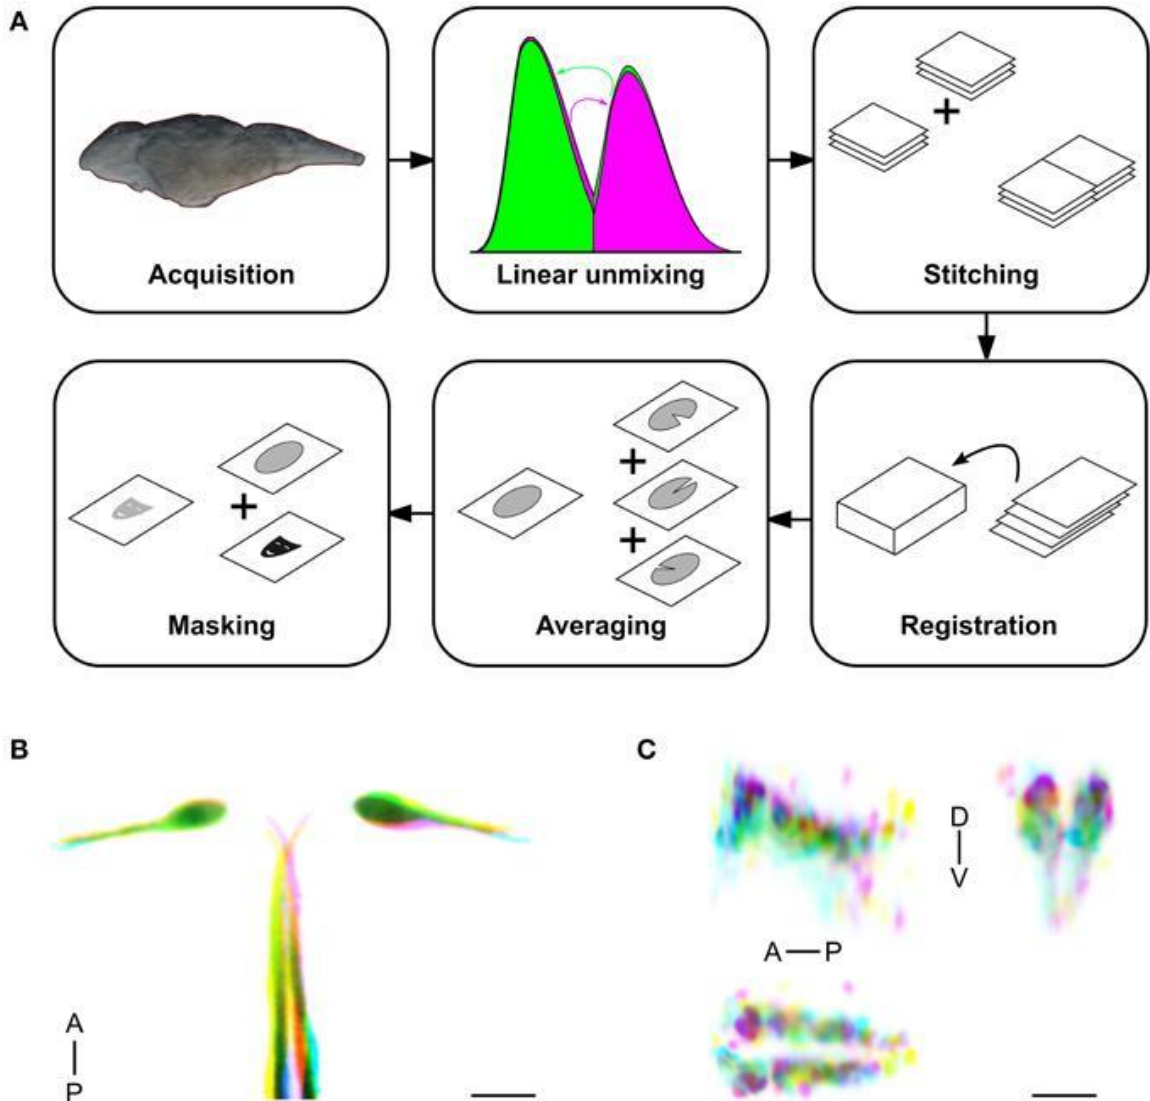 A
Acquisition
Linear unmixing
Stitching
Masking
Averaging
Registration
B
A
P
C
D
V
A — P